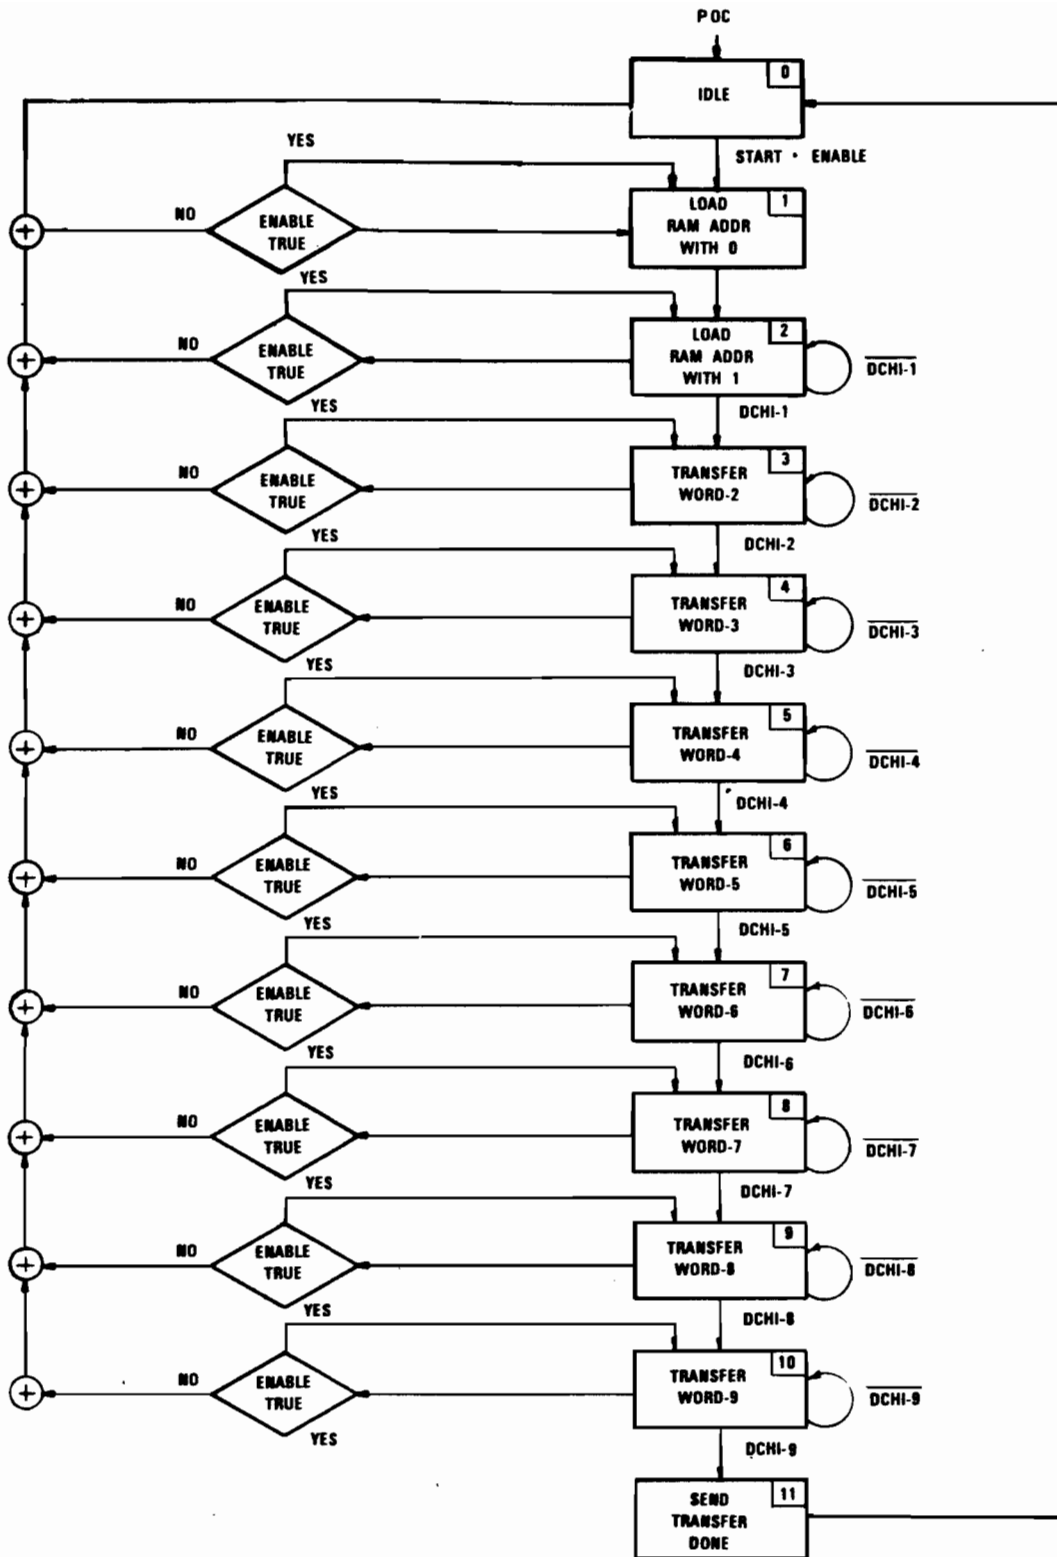 POC
0
IDLE
START · ENABLE
YES
NO
ENABLE
TRUE
1
LOAD
RAM ADDR
WITH 0
YES
NO
ENABLE
TRUE
2
LOAD
RAM ADDR
WITH 1
DCHI-1
DCHI-1
YES
NO
ENABLE
TRUE
3
TRANSFER
WORD-2
DCHI-2
DCHI-2
YES
NO
ENABLE
TRUE
4
TRANSFER
WORD-3
DCHI-3
DCHI-3
YES
NO
ENABLE
TRUE
5
TRANSFER
WORD-4
DCHI-4
DCHI-4
YES
NO
ENABLE
TRUE
6
TRANSFER
WORD-5
DCHI-5
DCHI-5
YES
NO
ENABLE
TRUE
7
TRANSFER
WORD-6
DCHI-6
DCHI-6
YES
NO
ENABLE
TRUE
8
TRANSFER
WORD-7
DCHI-7
DCHI-7
YES
NO
ENABLE
TRUE
9
TRANSFER
WORD-8
DCHI-8
DCHI-8
YES
NO
ENABLE
TRUE
10
TRANSFER
WORD-9
DCHI-9
DCHI-9
YES
11
SEND
TRANSFER
DONE